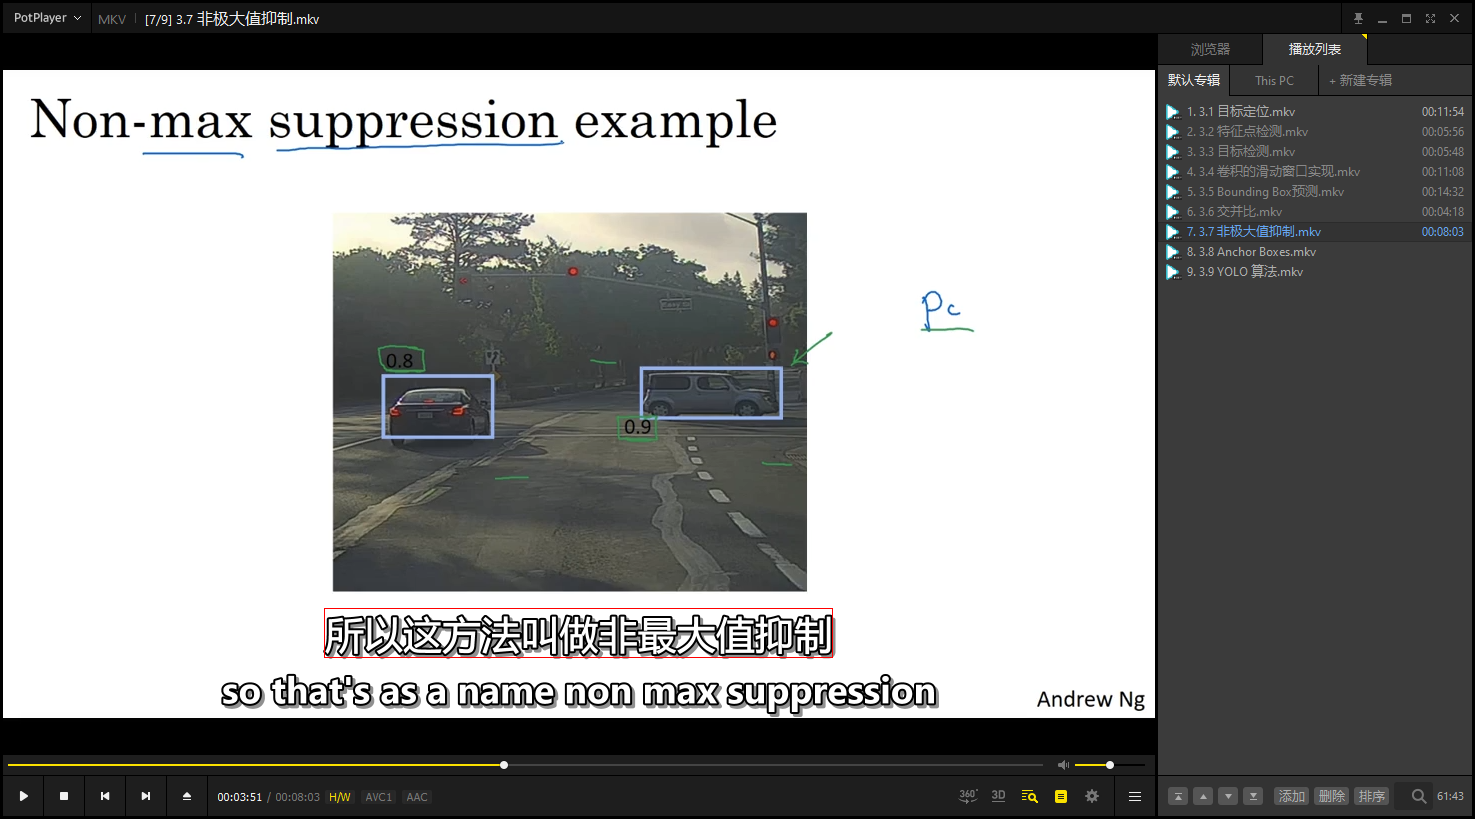 PotPlayer MKV [7/9] 3.7 非极大值抑制.mkv
浏览器 播放列表
默认专辑 This PC + 新建专辑
Non-max suppression example
Pc
0.8
0.9
所以这方法叫做非最大值抑制
so that's as a name non max suppression
Andrew Ng
1. 3.1 目标定位.mkv 00:11:54
2. 3.2 特征点检测.mkv 00:05:56
3. 3.3 目标检测.mkv 00:05:48
4. 3.4 卷积的滑动窗口实现.mkv 00:11:08
5. 3.5 Bounding Box预测.mkv 00:14:32
6. 3.6 交并比.mkv 00:04:18
7. 3.7 非极大值抑制.mkv 00:08:03
8. 3.8 Anchor Boxes.mkv
9. 3.9 YOLO 算法.mkv
00:03:51 / 00:08:03 H/W AVC1 AAC
360° 3D
添加 删除 排序 61:43